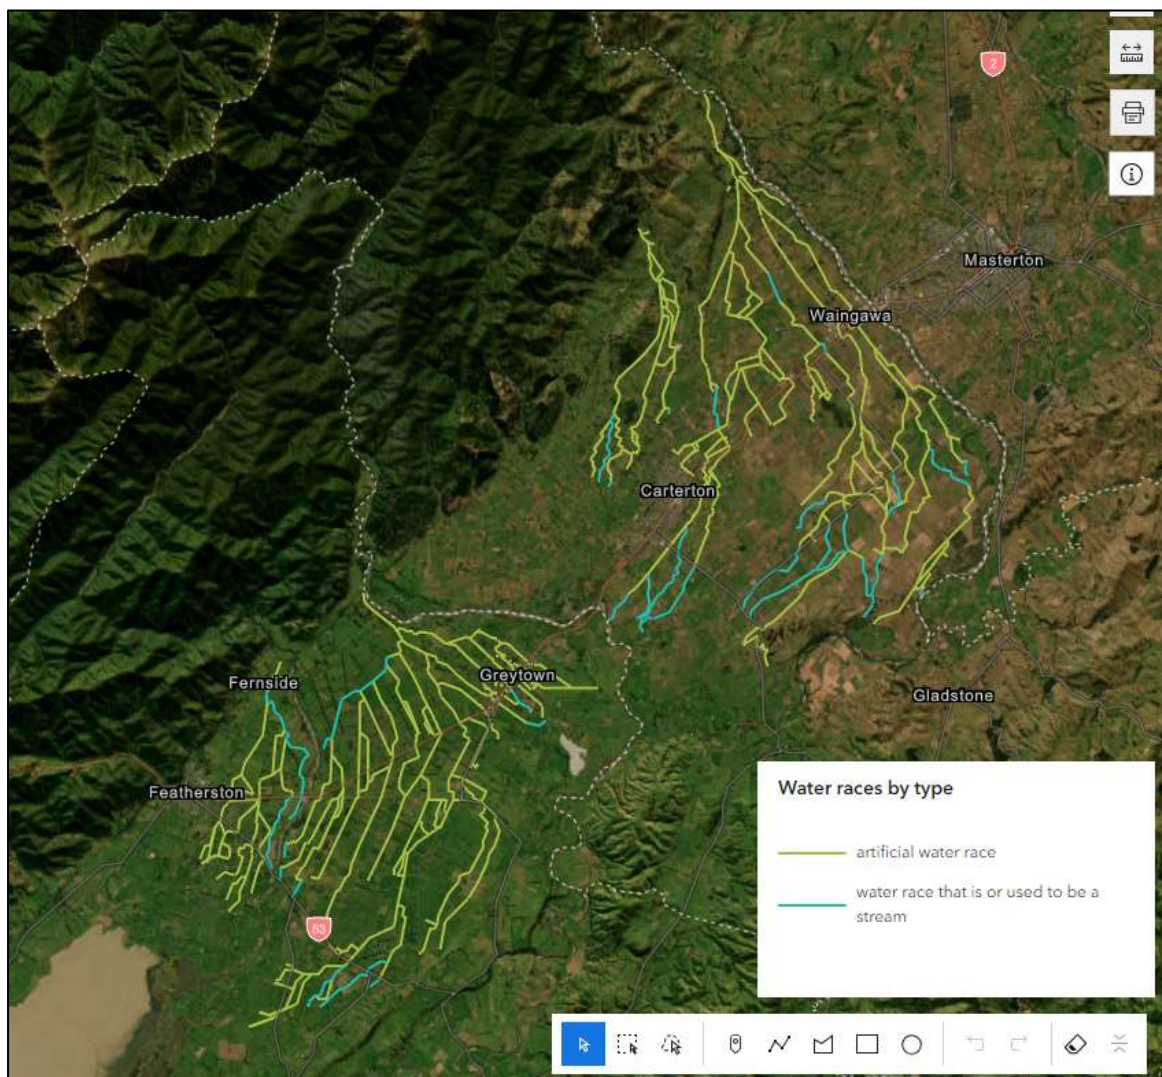 2
Masterton
Waingawa
Carterton
Greytown
Fernside
Gladstone
Featherston
53
Water races by type
artificial water race
water race that is or used to be a
stream